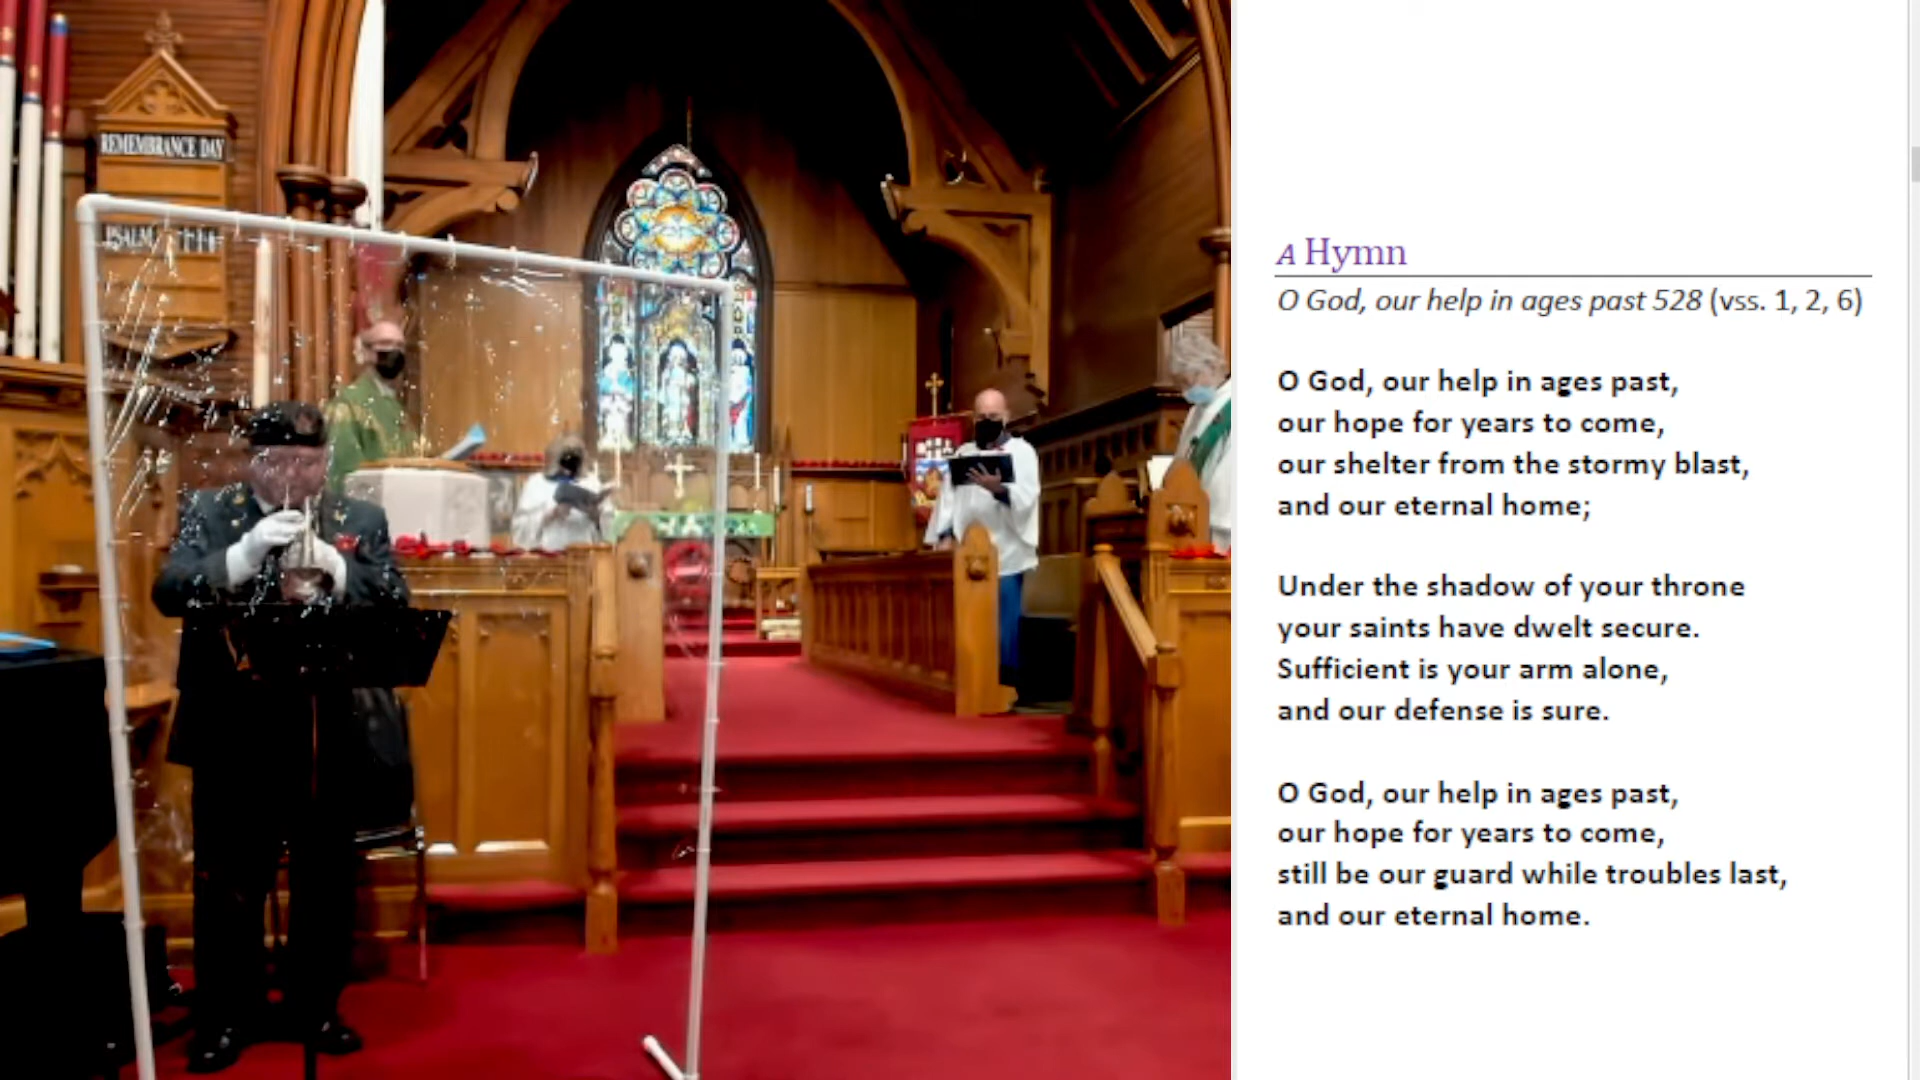 REMEMBRANCE DAY
PSALM
A Hymn
O God, our help in ages past 528 (vss. 1, 2, 6)
O God, our help in ages past,
our hope for years to come,
our shelter from the stormy blast,
and our eternal home;
Under the shadow of your throne
your saints have dwelt secure.
Sufficient is your arm alone,
and our defense is sure.
O God, our help in ages past,
our hope for years to come,
still be our guard while troubles last,
and our eternal home.